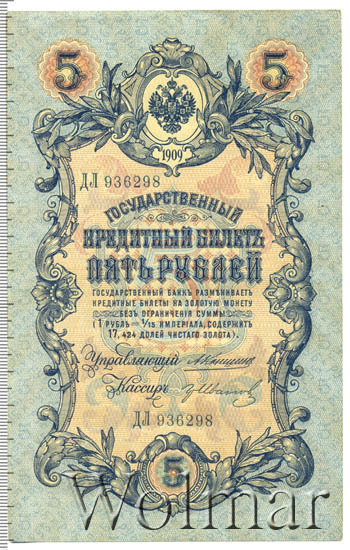 5 5
1909
ДЛ 936298
ГОСУДАРСТВЕННЫЙ
КРЕДИТНЫЙ БИЛЕТЪ
ПЯТЬ РУБЛЕЙ
ГОСУДАРСТВЕННЫЙ БАНКЪ РАЗМѢНИВАЕТЪ
КРЕДИТНЫЕ БИЛЕТЫ НА ЗОЛОТУЮ МОНЕТУ
БЕЗЪ ОГРАНИЧЕНІЯ СУММЫ
(1 РУБЛЬ = 1/15 ИМПЕРІАЛА, СОДЕРЖИТЪ
17,424 ДОЛЕЙ ЧИСТАГО ЗОЛОТА).
Управляющій
Кассиръ
ДЛ 936298
5
Wolmar